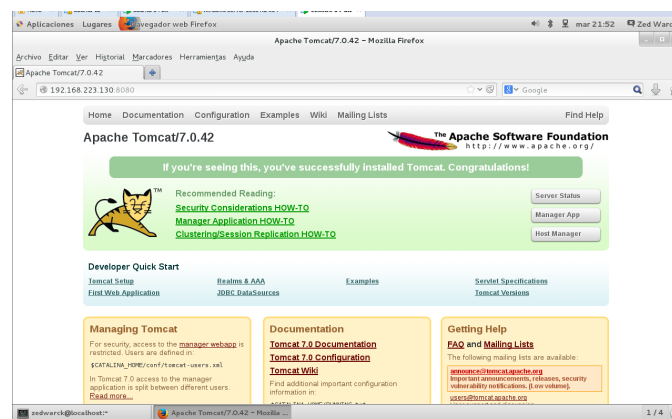 Aplicaciones Lugares Navegador web Firefox mar 21:52
Apache Tomcat/7.0.42 - Mozilla Firefox
Archivo Editar Ver Historial Marcadores Herramientas Ayuda
Apache Tomcat/7.0.42
192.168.223.130:8080 Google
Home Documentation Configuration Examples Wiki Mailing Lists Find Help
Apache Tomcat/7.0.42
The Apache Software Foundation
http://www.apache.org/
If you're seeing this, you've successfully installed Tomcat. Congratulations!
TM
Recommended Reading:
Security Considerations HOW-TO
Manager Application HOW-TO
Clustering/Session Replication HOW-TO
Server Status
Manager App
Host Manager
Developer Quick Start
Tomcat Setup Realms & AAA Examples Servlet Specifications
First Web Application JDBC DataSources Tomcat Versions
Managing Tomcat
For security, access to the manager webapp is
restricted. Users are defined in:
$CATALINA_HOME/conf/tomcat-users.xml
In Tomcat 7.0 access to the manager
application is split between different users.
Read more...
Documentation
Tomcat 7.0 Documentation
Tomcat 7.0 Configuration
Tomcat Wiki
Find additional important configuration
information in:
Getting Help
FAQ and Mailing Lists
The following mailing lists are available:
announce@tomcat.apache.org
Important announcements, releases, security
vulnerability notifications. (Low volume).
users@tomcat.apache.org
zedwarck@localhost:~ Apache Tomcat/7.0.42 - Mozilla ... 1 / 4